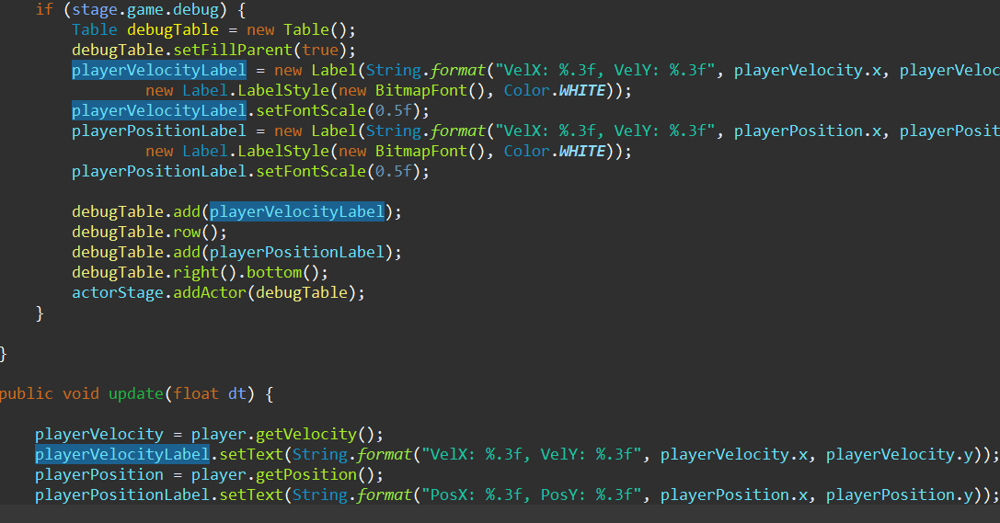 if (stage.game.debug) {
Table debugTable = new Table();
debugTable.setFillParent(true);
playerVelocityLabel = new Label(String.format("VelX: %.3f, VelY: %.3f", playerVelocity.x, playerVeloc
new Label.LabelStyle(new BitmapFont(), Color.WHITE));
playerVelocityLabel.setFontScale(0.5f);
playerPositionLabel = new Label(String.format("VelX: %.3f, VelY: %.3f", playerPosition.x, playerPosit
new Label.LabelStyle(new BitmapFont(), Color.WHITE));
playerPositionLabel.setFontScale(0.5f);
debugTable.add(playerVelocityLabel);
debugTable.row();
debugTable.add(playerPositionLabel);
debugTable.right().bottom();
actorStage.addActor(debugTable);
}
}
public void update(float dt) {
playerVelocity = player.getVelocity();
playerVelocityLabel.setText(String.format("VelX: %.3f, VelY: %.3f", playerVelocity.x, playerVelocity.y));
playerPosition = player.getPosition();
playerPositionLabel.setText(String.format("PosX: %.3f, PosY: %.3f", playerPosition.x, playerPosition.y));